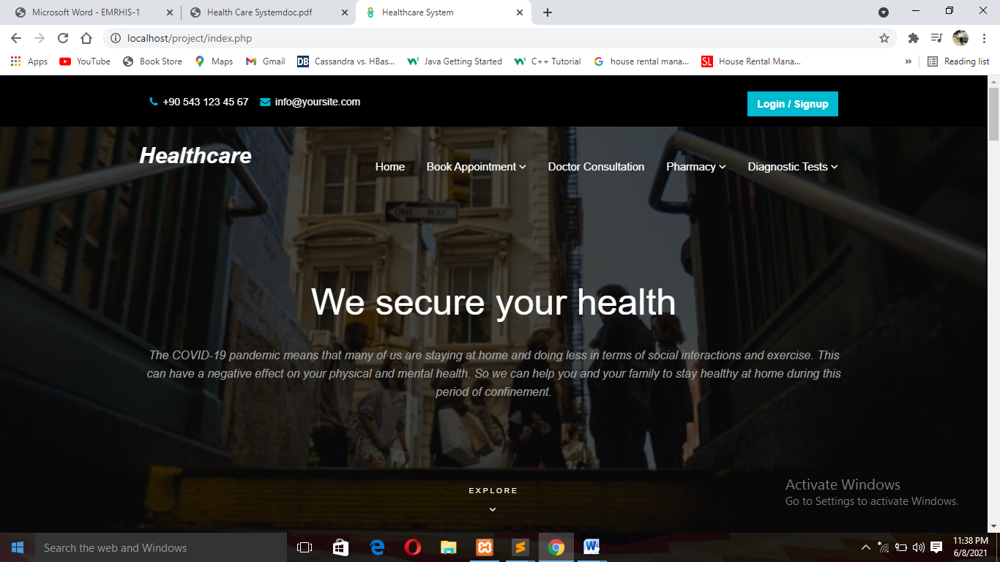 Microsoft Word - EMRHIS-1
Health Care Systemdoc.pdf
Healthcare System
localhost/project/index.php
Apps
YouTube
Book Store
Maps
Gmail
DB Cassandra vs. HBas...
Java Getting Started
C++ Tutorial
house rental mana...
SL House Rental Mana...
»
Reading list
+90 543 123 45 67 info@yoursite.com
Login / Signup
Healthcare
Home Book Appointment Doctor Consultation Pharmacy Diagnostic Tests
ONE WAY
We secure your health
The COVID-19 pandemic means that many of us are staying at home and doing less in terms of social interactions and exercise. This
can have a negative effect on your physical and mental health. So we can help you and your family to stay healthy at home during this
period of confinement.
EXPLORE
Activate Windows
Go to Settings to activate Windows.
Search the web and Windows
11:38 PM
6/8/2021